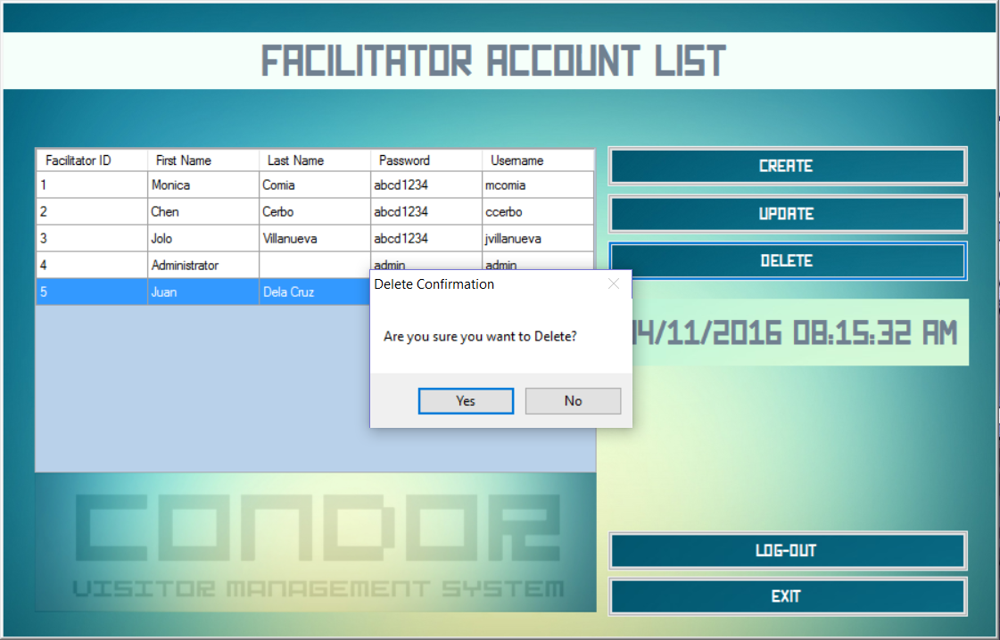 FACILITATOR ACCOUNT LIST
Facilitator ID First Name Last Name Password Username
1 Monica Comia abcd1234 mcomia
2 Chen Cerbo abcd1234 ccerbo
3 Jolo Villanueva abcd1234 jvillanueva
4 Administrator admin admin
5 Juan Dela Cruz
CREATE
UPDATE
DELETE
Delete Confirmation
Are you sure you want to Delete?
Yes No
4/11/2016 08:15:32 AM
CONDOR
VISITOR MANAGEMENT SYSTEM
LOG-OUT
EXIT